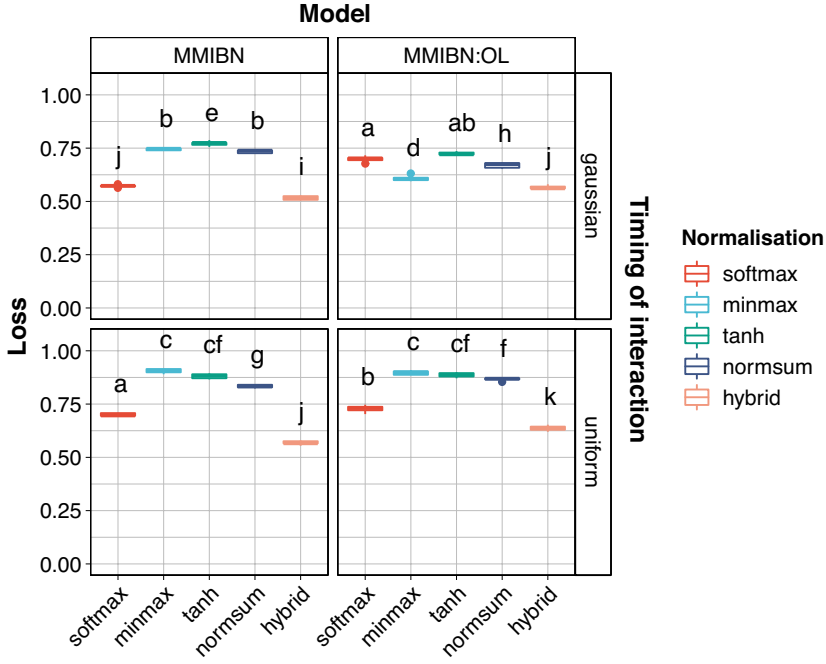 Model
MMIBN
MMIBN:OL
1.00
0.75
0.50
0.25
0.00
j
b
e
b
i
a
d
ab
h
j
gaussian
Loss
1.00
0.75
0.50
0.25
0.00
a
c
cf
g
j
b
c
cf
f
k
uniform
Timing of interaction
softmax
minmax
tanh
normsum
hybrid
softmax
minmax
tanh
normsum
hybrid
Normalisation
softmax
minmax
tanh
normsum
hybrid